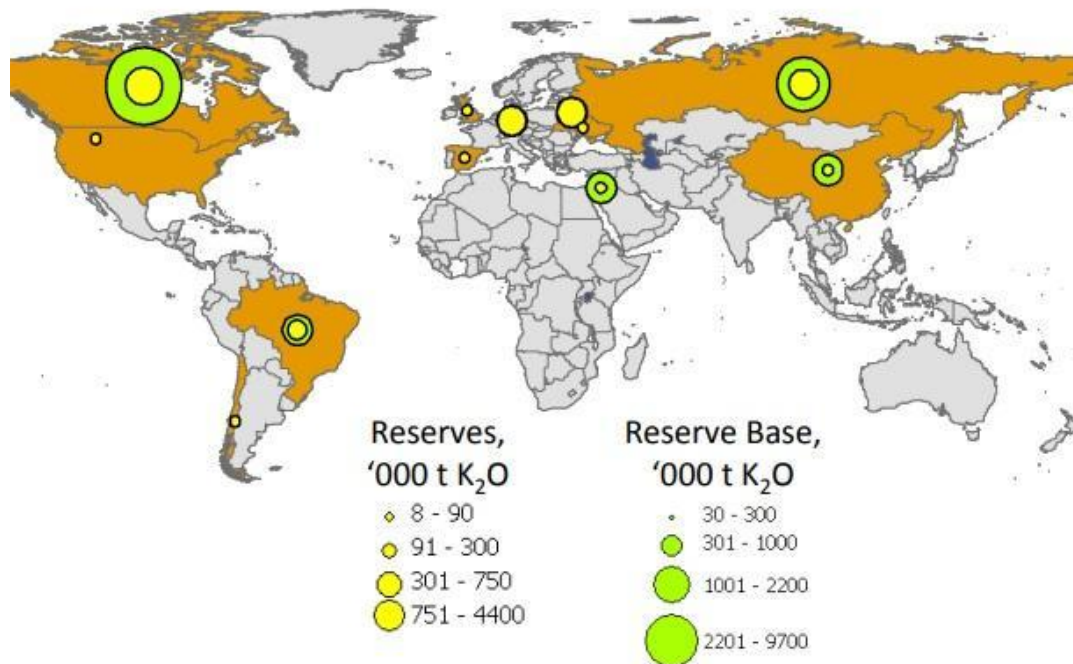 Reserves,
‘000 t K₂O
8 - 90
91 - 300
301 - 750
751 - 4400
Reserve Base,
‘000 t K₂O
30 - 300
301 - 1000
1001 - 2200
2201 - 9700